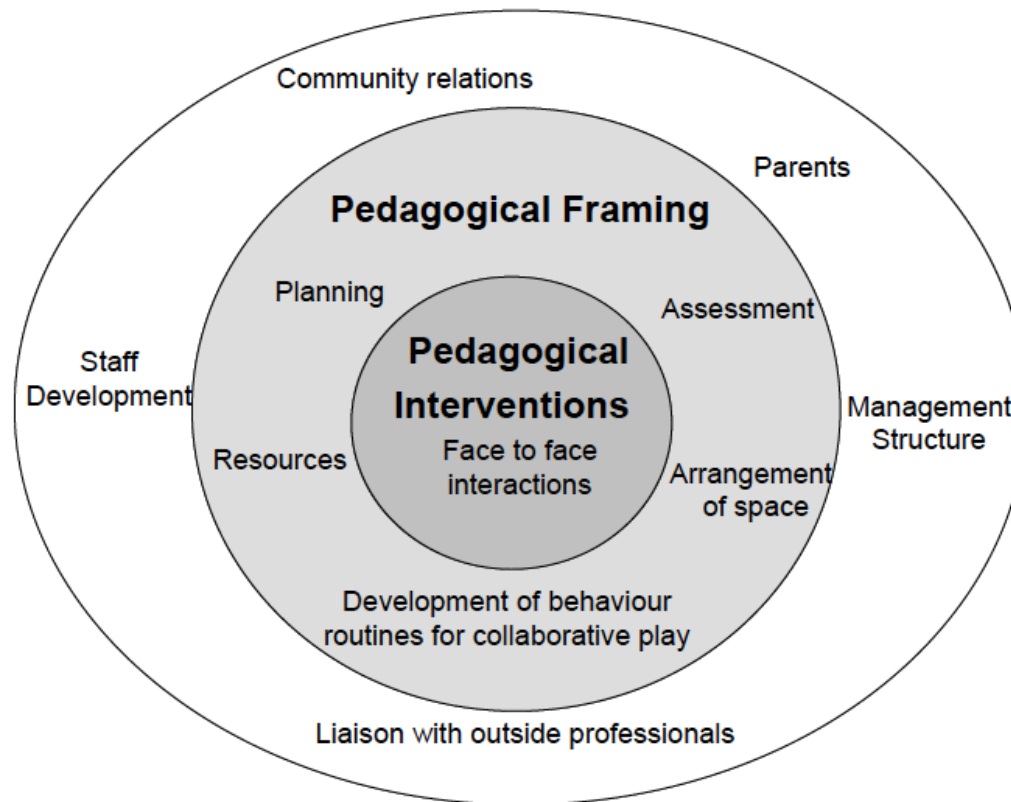 Community relations
Parents
Pedagogical Framing
Planning
Assessment
Pedagogical
Interventions
Face to face
interactions
Staff
Development
Management
Structure
Resources
Arrangement
of space
Development of behaviour
routines for collaborative play
Liaison with outside professionals